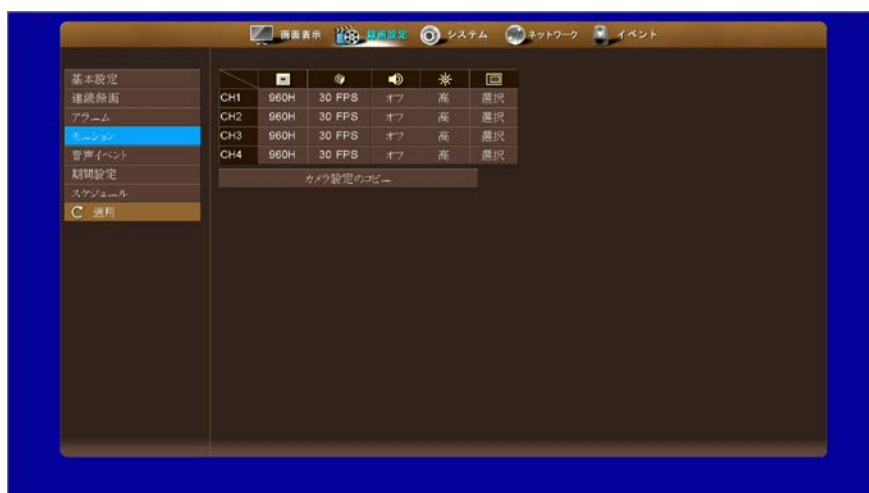 画面表示 録画設定 システム ネットワーク イベント
基本設定
連続録画
アラーム
モーション
音声イベント
期間設定
スケジュール
適用
CH1 960H 30 FPS オフ 高 選択
CH2 960H 30 FPS オフ 高 選択
CH3 960H 30 FPS オフ 高 選択
CH4 960H 30 FPS オフ 高 選択
カメラ設定のコピー